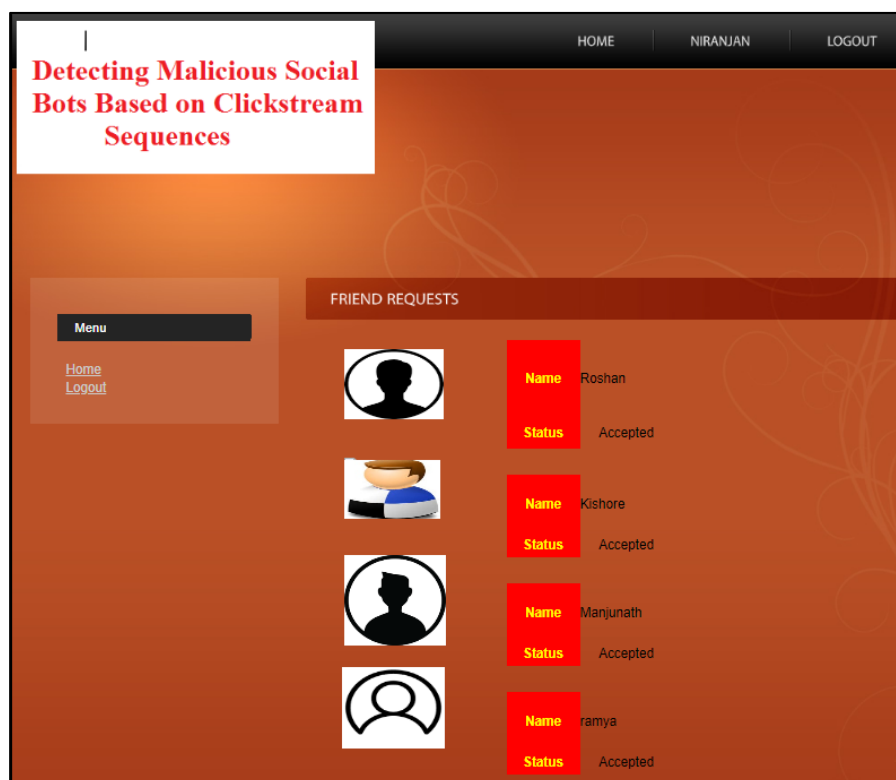 HOME NIRANJAN LOGOUT
Detecting Malicious Social
Bots Based on Clickstream
Sequences
FRIEND REQUESTS
Menu
Home
Logout
Name Roshan
Status Accepted
Name Kishore
Status Accepted
Name Manjunath
Status Accepted
Name ramya
Status Accepted